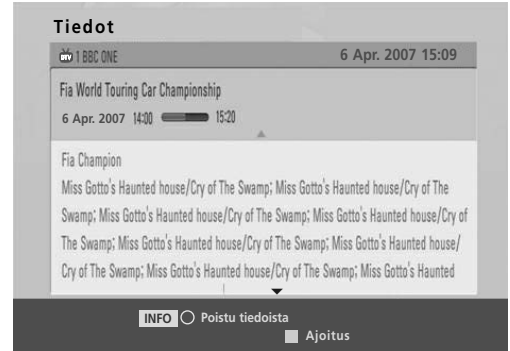 Tiedot
DTV 1 BBC ONE 6 Apr. 2007 15:09
Fia World Touring Car Championship
6 Apr. 2007 14:00 15:20
Fia Champion
Miss Gotto's Haunted house/Cry of The Swamp; Miss Gotto's Haunted house/Cry of The
Swamp; Miss Gotto's Haunted house/Cry of The Swamp; Miss Gotto's Haunted house/Cry of
The Swamp; Miss Gotto's Haunted house/Cry of The Swamp; Miss Gotto's Haunted house/
Cry of The Swamp; Miss Gotto's Haunted house/Cry of The Swamp; Miss Gotto's Haunted
INFO Poistu tiedoista
Ajoitus